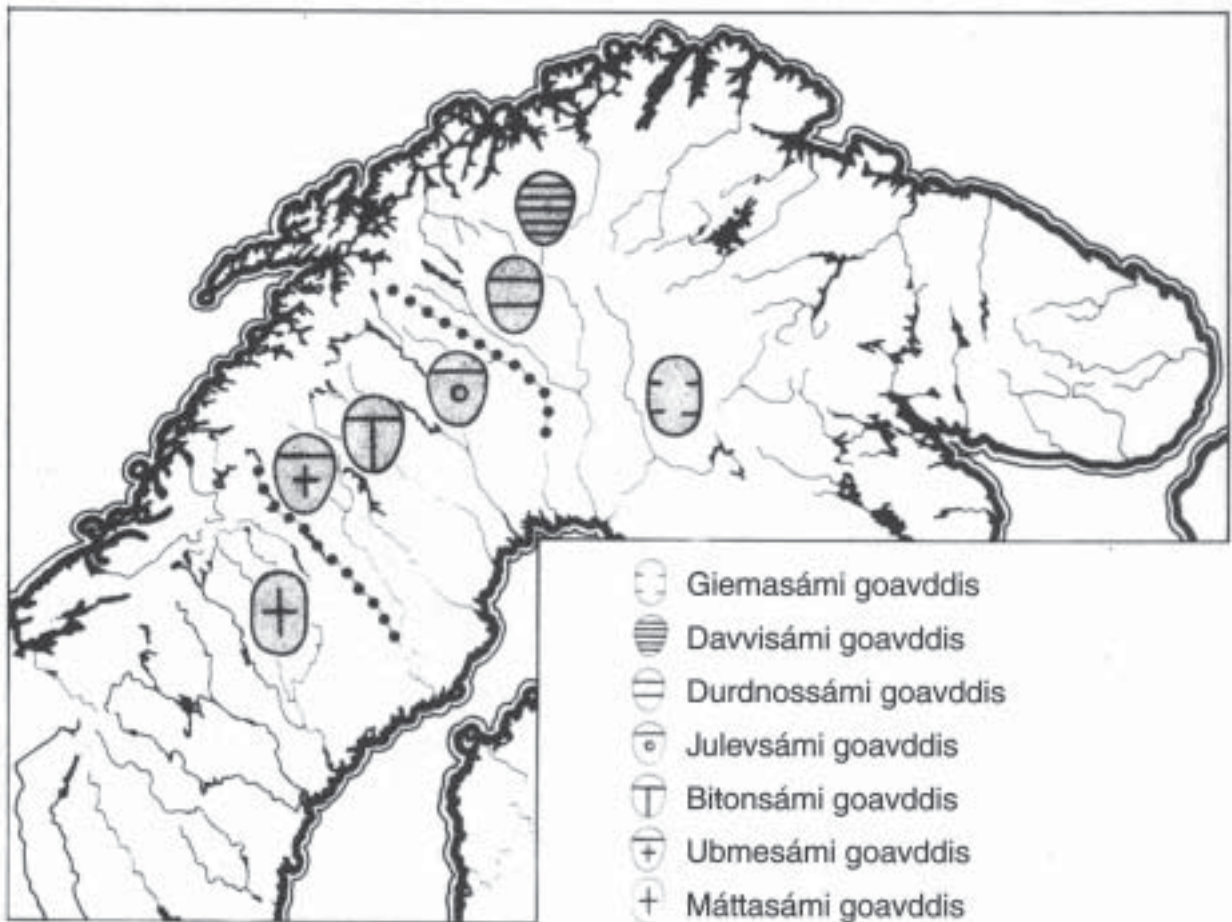 Giemasámi goavddis
Davvisámi goavddis
Durdnossámi goavddis
Julevsámi goavddis
Bitonsámi goavddis
Ubmesámi goavddis
Máttasámi goavddis